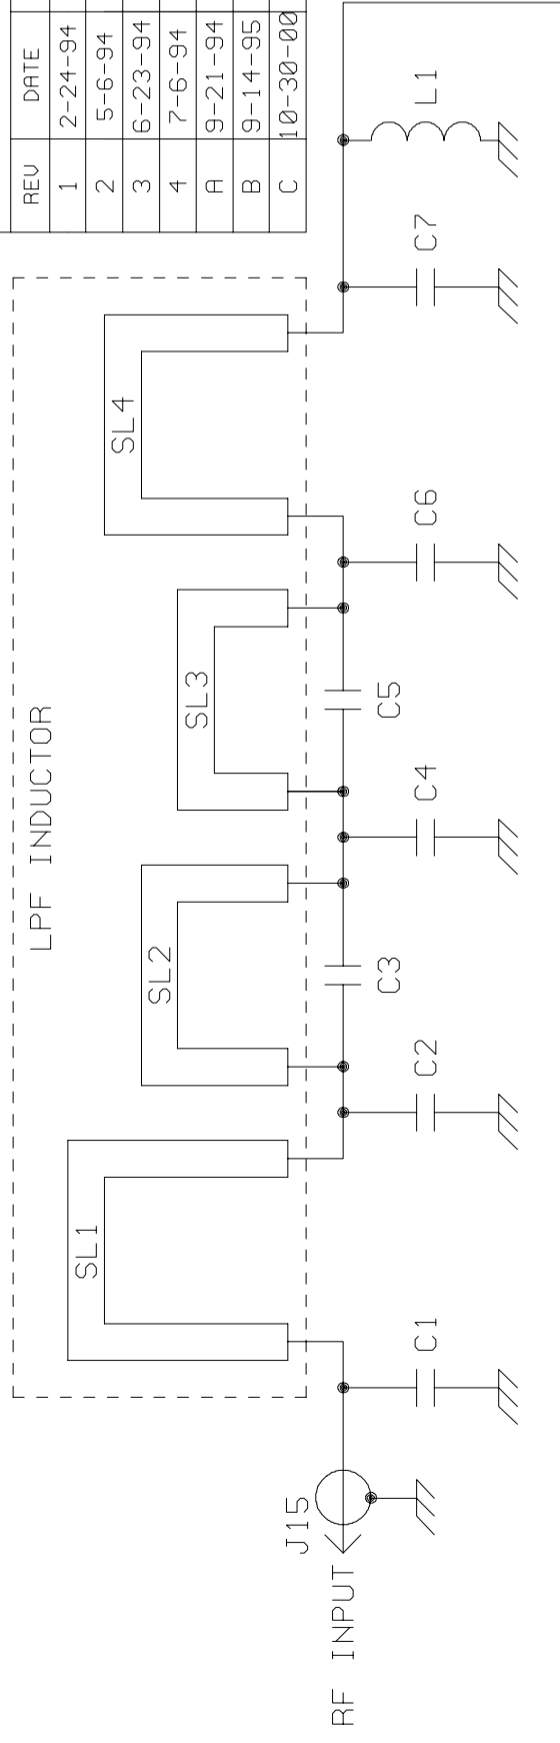 REV DATE
1 2-24-94
2 5-6-94
3 6-23-94
4 7-6-94
A 9-21-94
B 9-14-95
C 10-30-00
LPF INDUCTOR
SL1
SL2
SL3
SL4
J15
RF INPUT
C1
C2
C3
C4
C5
C6
C7
L1